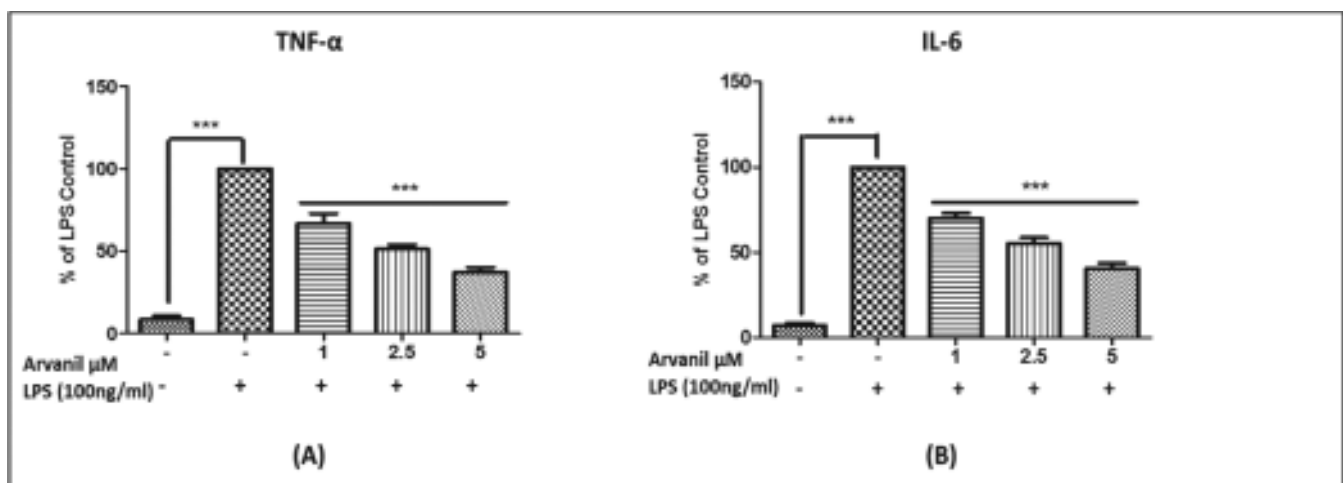 TNF-α
% of LPS Control
150
100
50
0
***
***
Arvanil µM - - 1 2.5 5
LPS (100ng/ml) - + + + +
(A)
IL-6
% of LPS Control
150
100
50
0
***
***
Arvanil µM - - 1 2.5 5
LPS (100ng/ml) - + + + +
(B)